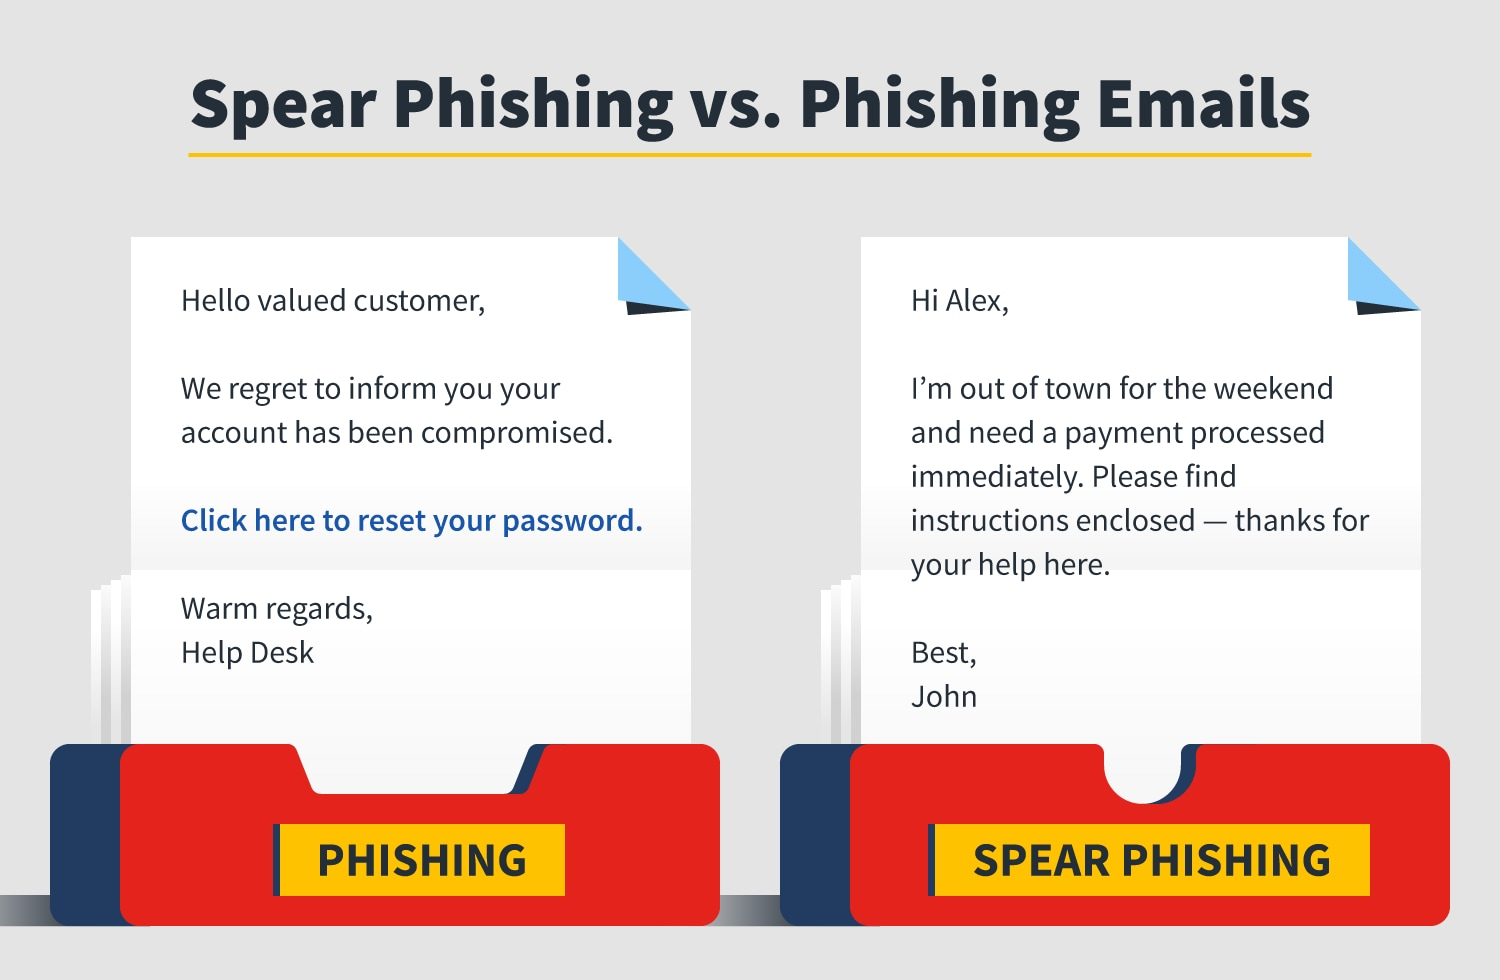 Spear Phishing vs. Phishing Emails
Hello valued customer,
We regret to inform you your
account has been compromised.
Click here to reset your password.
Warm regards,
Help Desk
PHISHING
Hi Alex,
I’m out of town for the weekend
and need a payment processed
immediately. Please find
instructions enclosed — thanks for
your help here.
Best,
John
SPEAR PHISHING